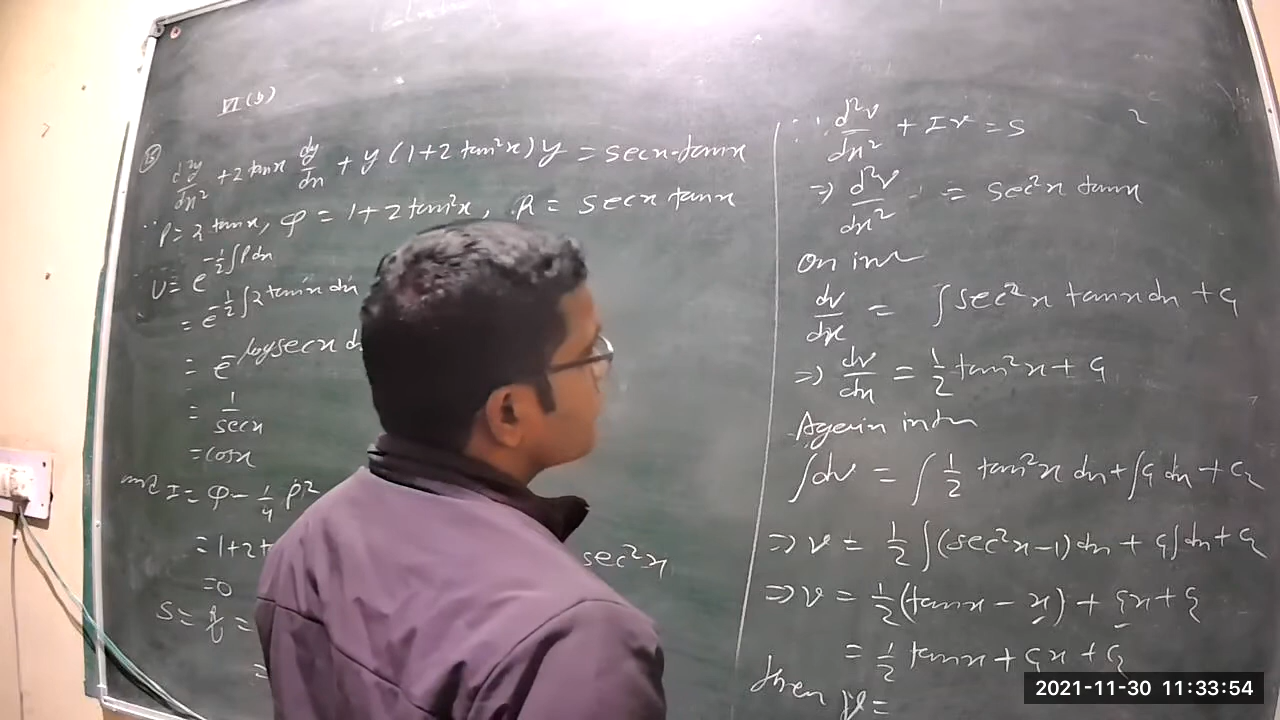 VI (b)
d²y/dx² + 2 tanx dy/dx + y (1+2 tan²x) y = secx·tanx
∵ P = 2 tanx, φ = 1+2tan²x, R = secx tanx
U = e^{-1/2 ∫P dx}
= e^{-1/2 ∫2 tanx dx}
= e^{-log secx
= 1/secx
= cosx
and I = φ - 1/4 P²
= 1+2t
sec²x
= 0
S = R/U =
=
∴ d²v/dx² + Iv = S
=> d²v/dx² = sec²x tanx
On int
dv/dx = ∫sec²x tanx dx + C₁
=> dv/dx = 1/2 tan²x + C₁
Again int
∫dv = ∫ 1/2 tan²x dx + ∫C₁ dx + C₂
=> v = 1/2 ∫(sec²x-1) dx + C₁∫dx + C₂
=> v = 1/2 (tanx - x) + C₁x + C₂
= 1/2 tanx + C₁x + C₂
then y =
2021-11-30 11:33:54